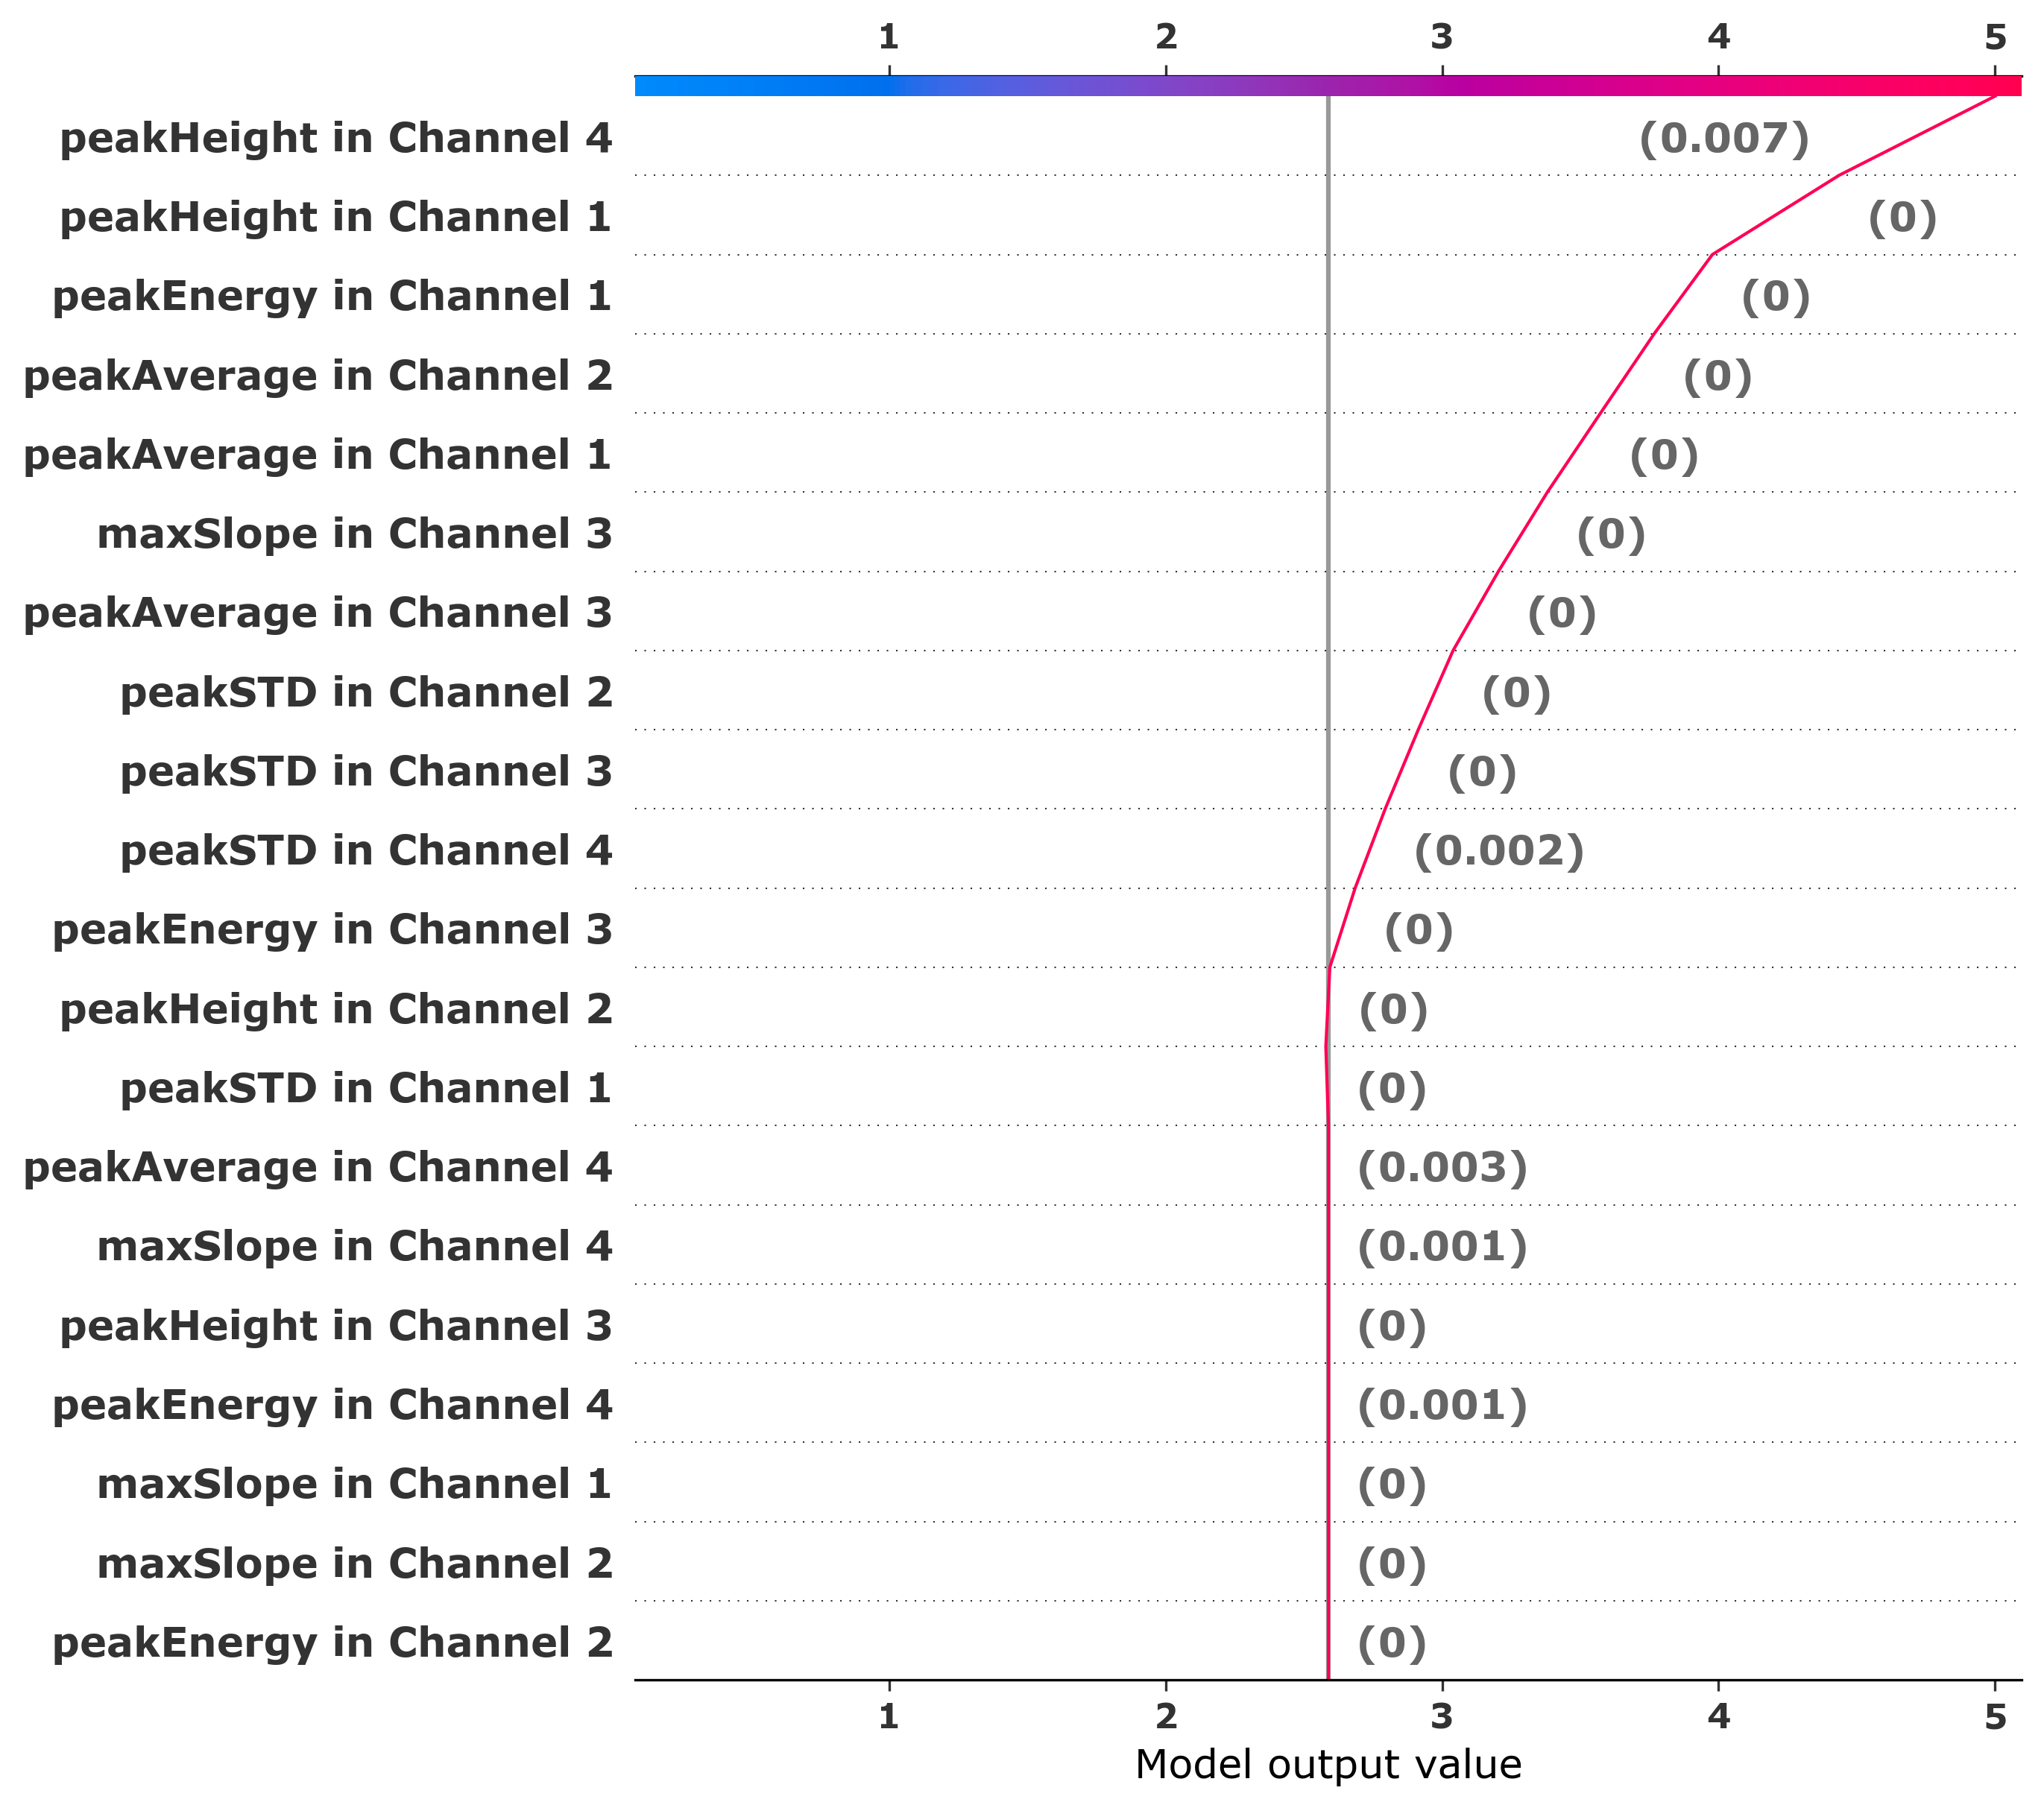 1 2 3 4 5
peakHeight in Channel 4 (0.007)
peakHeight in Channel 1 (0)
peakEnergy in Channel 1 (0)
peakAverage in Channel 2 (0)
peakAverage in Channel 1 (0)
maxSlope in Channel 3 (0)
peakAverage in Channel 3 (0)
peakSTD in Channel 2 (0)
peakSTD in Channel 3 (0)
peakSTD in Channel 4 (0.002)
peakEnergy in Channel 3 (0)
peakHeight in Channel 2 (0)
peakSTD in Channel 1 (0)
peakAverage in Channel 4 (0.003)
maxSlope in Channel 4 (0.001)
peakHeight in Channel 3 (0)
peakEnergy in Channel 4 (0.001)
maxSlope in Channel 1 (0)
maxSlope in Channel 2 (0)
peakEnergy in Channel 2 (0)
1 2 3 4 5
Model output value